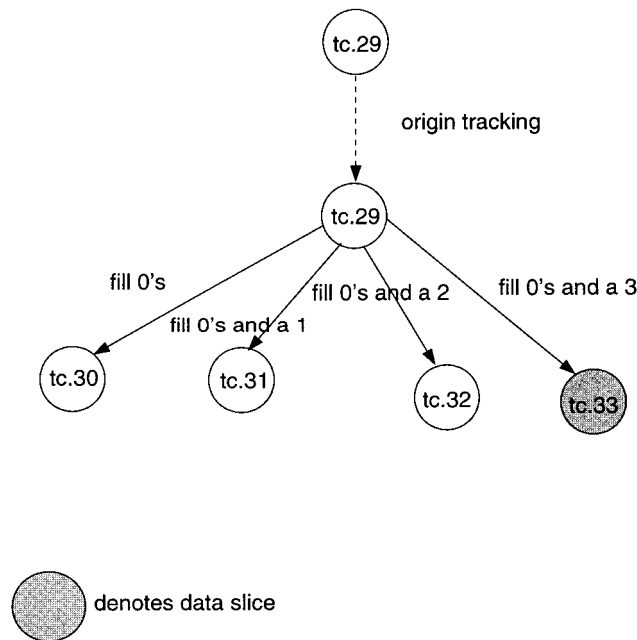 tc.29
origin tracking
tc.29
fill 0's
fill 0's and a 1
fill 0's and a 2
fill 0's and a 3
tc.30
tc.31
tc.32
tc.33
denotes data slice